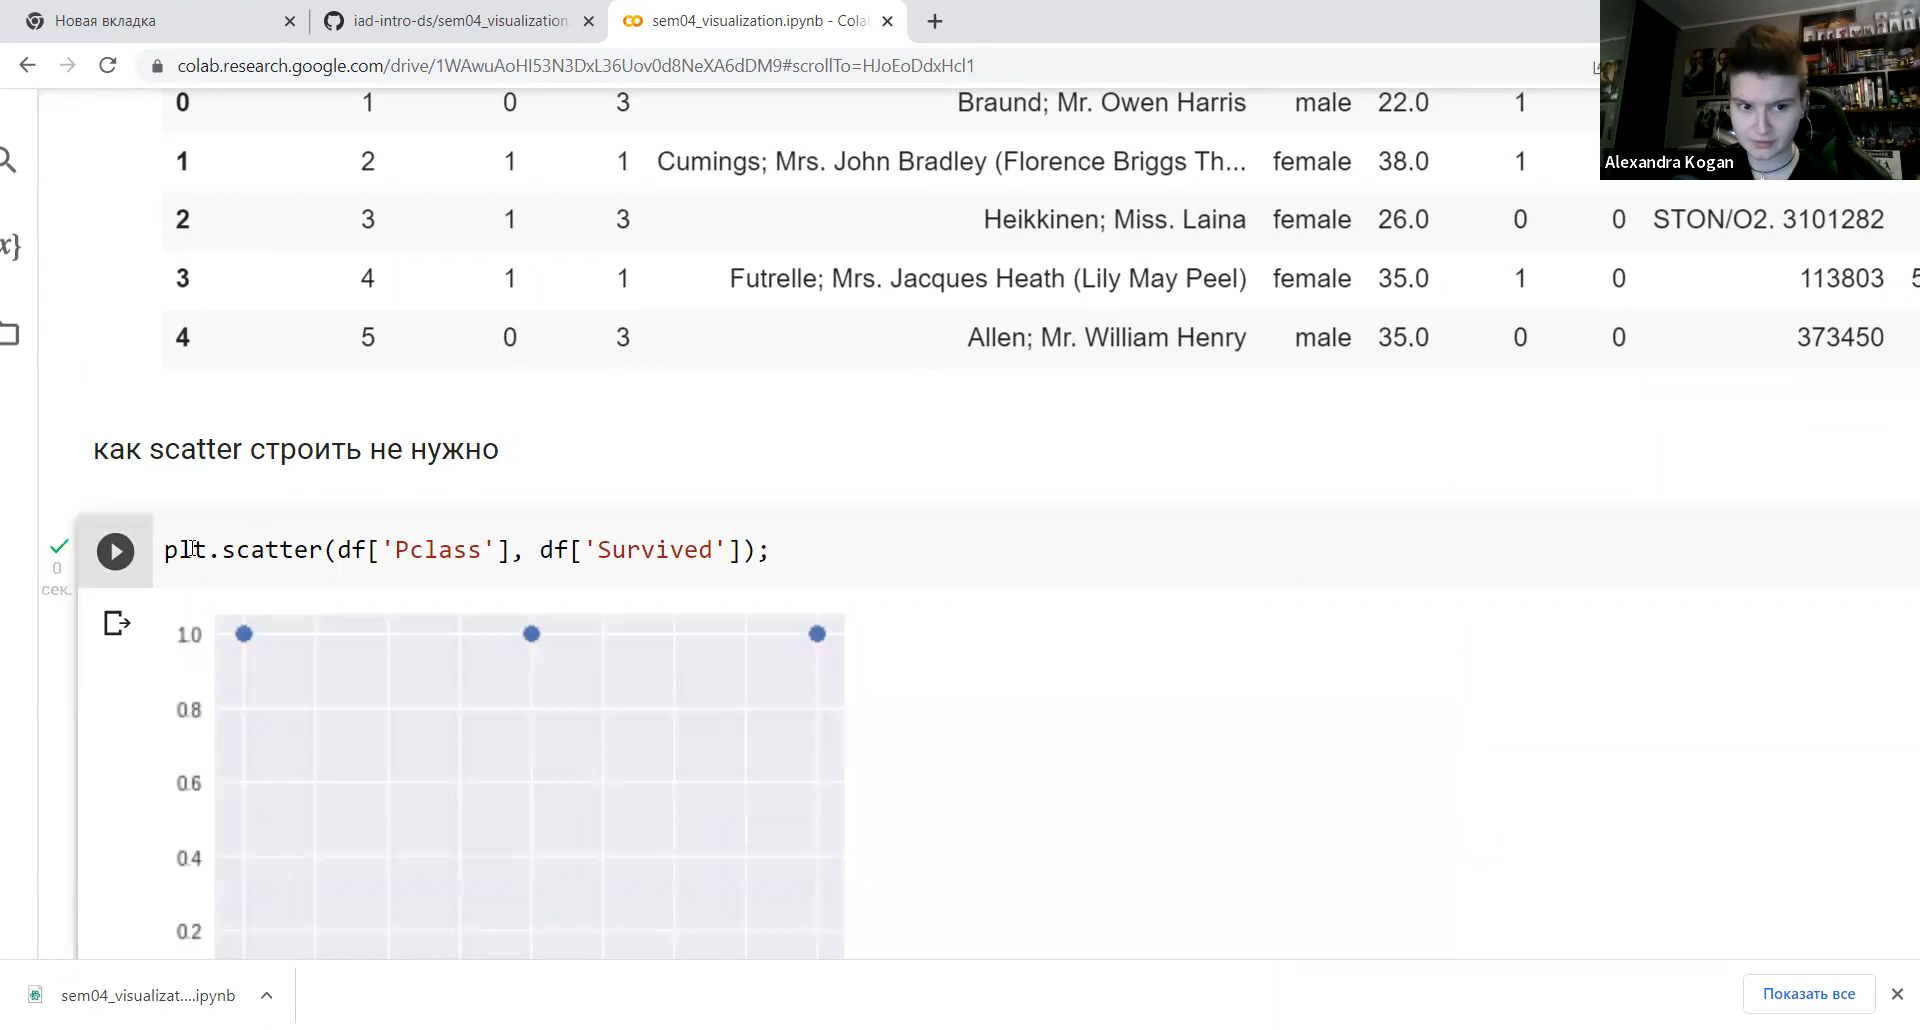 Новая вкладка
iad-intro-ds/sem04_visualization.
sem04_visualization.ipynb - Cola
colab.research.google.com/drive/1WAwuAoHI53N3DxL36Uov0d8NeXA6dDM9#scrollTo=HJoEoDdxHcl1
Alexandra Kogan
0 1 0 3 Braund; Mr. Owen Harris male 22.0 1
1 2 1 1 Cumings; Mrs. John Bradley (Florence Briggs Th... female 38.0 1
2 3 1 3 Heikkinen; Miss. Laina female 26.0 0 0 STON/O2. 3101282
3 4 1 1 Futrelle; Mrs. Jacques Heath (Lily May Peel) female 35.0 1 0 113803 5
4 5 0 3 Allen; Mr. William Henry male 35.0 0 0 373450
как scatter строить не нужно
plt.scatter(df['Pclass'], df['Survived']);
0
сек.
1.0
0.8
0.6
0.4
0.2
sem04_visualizat....ipynb
Показать все